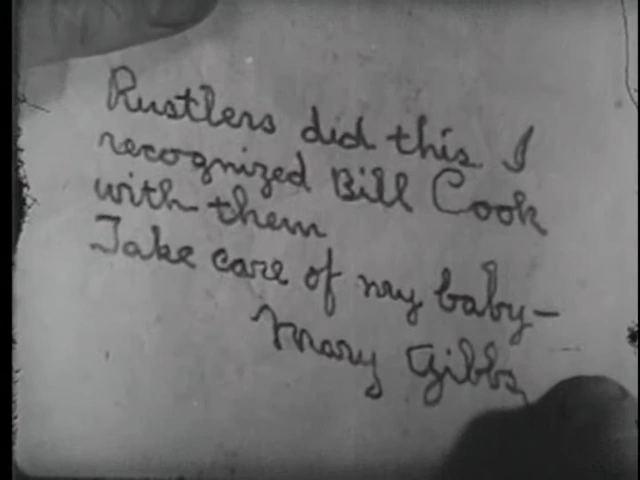 Rustlers did this I
recognized Bill Cook
with them
Take care of my baby—
Mary Gibbs